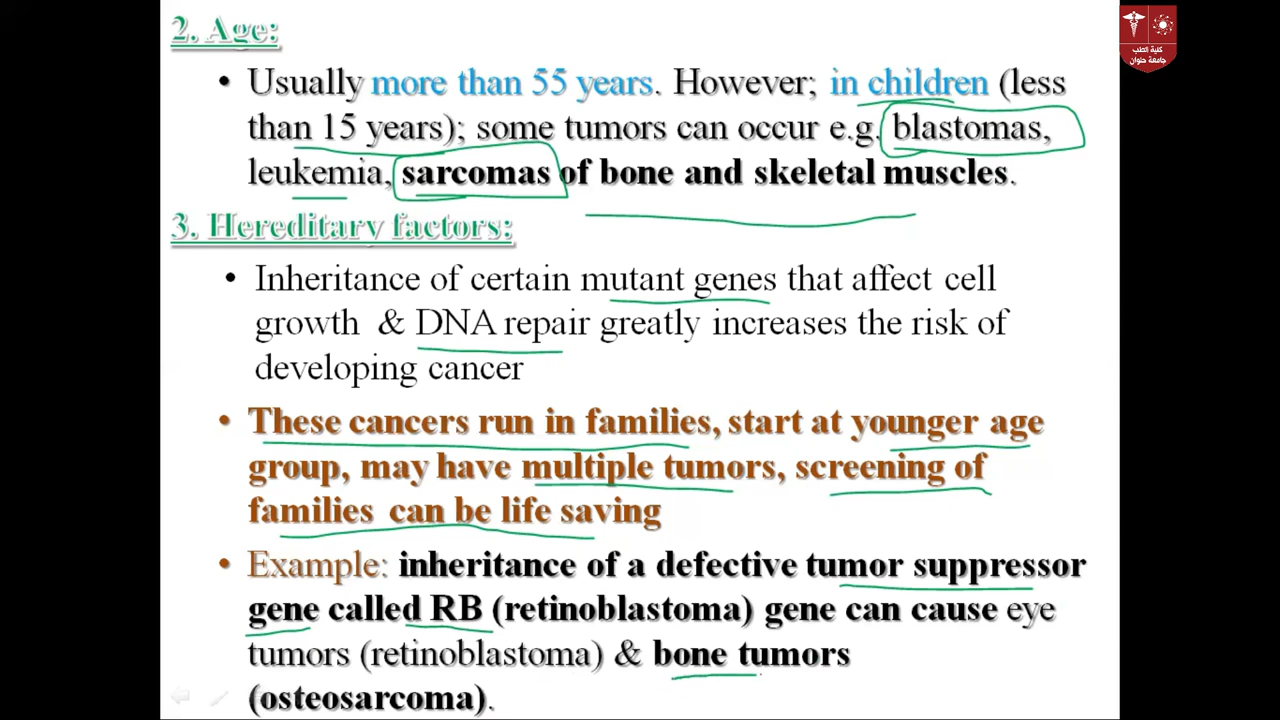 2. Age:
• Usually more than 55 years. However; in children (less
than 15 years); some tumors can occur e.g. blastomas,
leukemia, sarcomas of bone and skeletal muscles.
3. Hereditary factors:
• Inheritance of certain mutant genes that affect cell
growth & DNA repair greatly increases the risk of
developing cancer
• These cancers run in families, start at younger age
group, may have multiple tumors, screening of
families can be life saving
• Example: inheritance of a defective tumor suppressor
gene called RB (retinoblastoma) gene can cause eye
tumors (retinoblastoma) & bone tumors
(osteosarcoma).
كلية الطب
جامعة حلوان